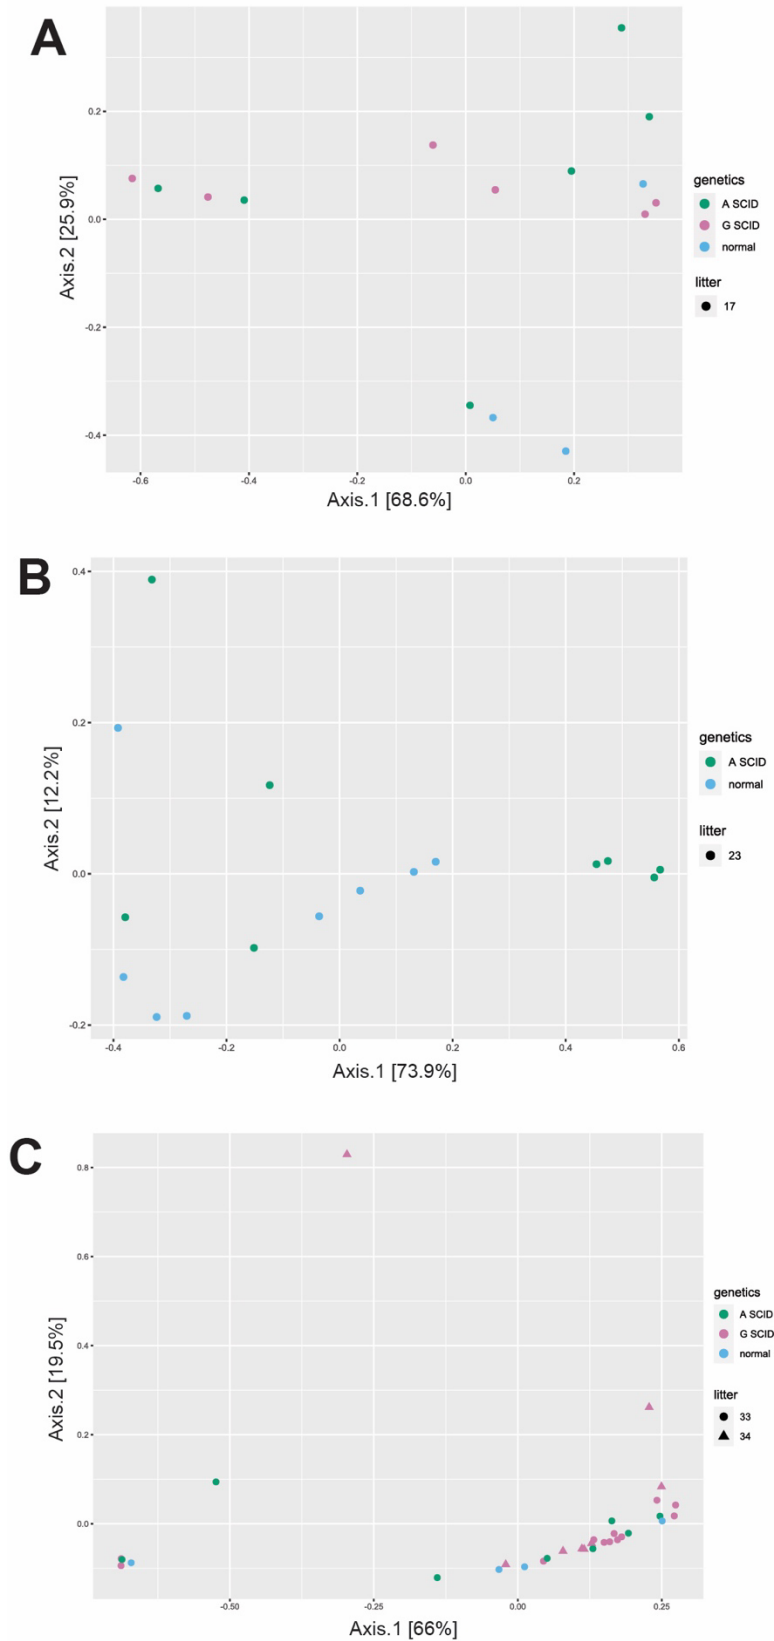 A
0.2
0.0
-0.2
-0.4
Axis.2 [25.9%]
-0.6
-0.4
-0.2
0.0
0.2
Axis.1 [68.6%]
genetics
A SCID
G SCID
normal
litter
17
B
0.4
0.2
0.0
-0.2
Axis.2 [12.2%]
-0.4
-0.2
0.0
0.2
0.4
0.6
Axis.1 [73.9%]
genetics
A SCID
normal
litter
23
C
0.8
0.6
0.4
0.2
0.0
Axis.2 [19.5%]
-0.50
-0.25
0.00
0.25
Axis.1 [66%]
genetics
A SCID
G SCID
normal
litter
33
34